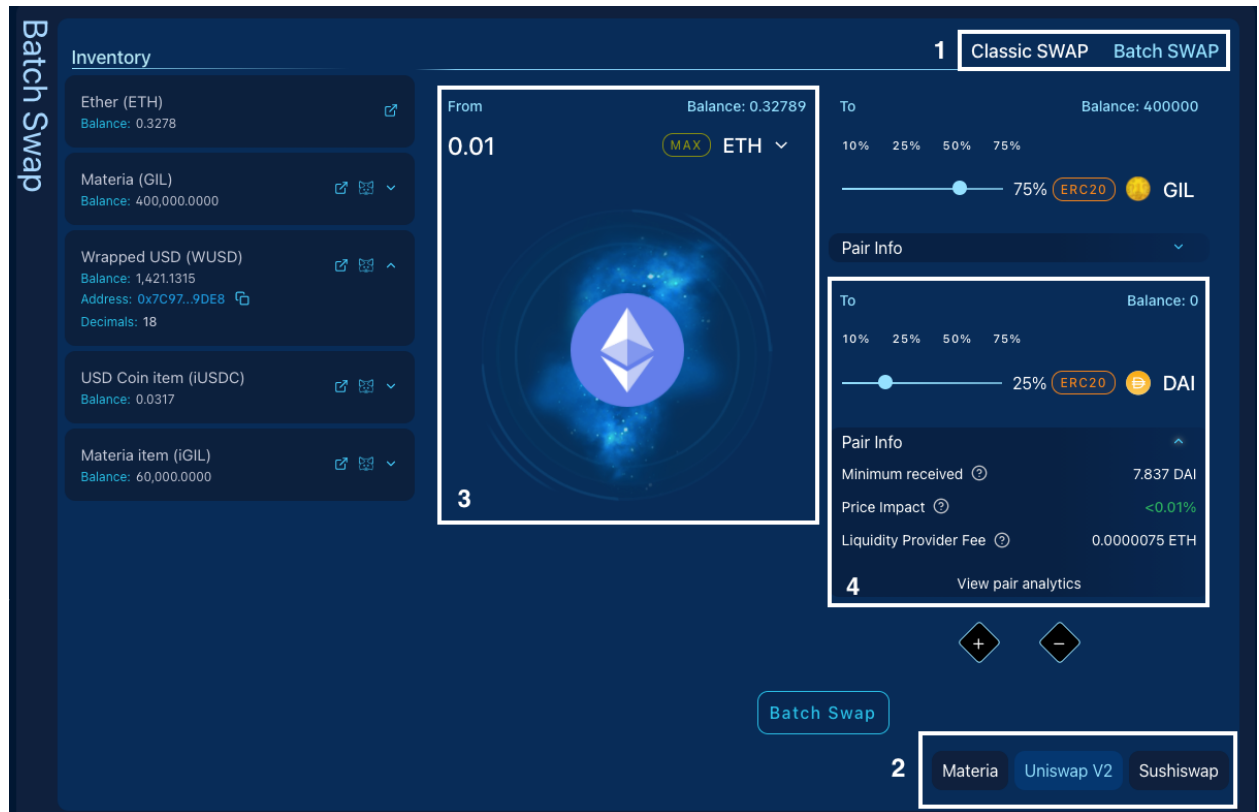 Batch Swap
Inventory
1 Classic SWAP Batch SWAP
Ether (ETH)
Balance: 0.3278
Materia (GIL)
Balance: 400,000.0000
Wrapped USD (WUSD)
Balance: 1,421.1315
Address: 0x7C97...9DE8
Decimals: 18
USD Coin item (iUSDC)
Balance: 0.0317
Materia item (iGIL)
Balance: 60,000.0000
From Balance: 0.32789
0.01 MAX ETH
3
To Balance: 400000
10% 25% 50% 75%
75% ERC20 GIL
Pair Info
To Balance: 0
10% 25% 50% 75%
25% ERC20 DAI
Pair Info
Minimum received ? 7.837 DAI
Price Impact ? <0.01%
Liquidity Provider Fee ? 0.0000075 ETH
4 View pair analytics
+ −
Batch Swap
2 Materia Uniswap V2 Sushiswap